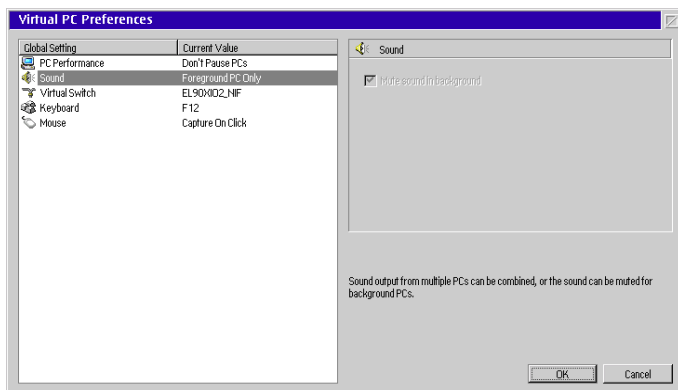 Virtual PC Preferences
Global Setting Current Value
PC Performance Don't Pause PCs
Sound Foreground PC Only
Virtual Switch EL90XIO2_NIF
Keyboard F12
Mouse Capture On Click
Sound
Mute sound in background
Sound output from multiple PCs can be combined, or the sound can be muted for
background PCs.
OK Cancel